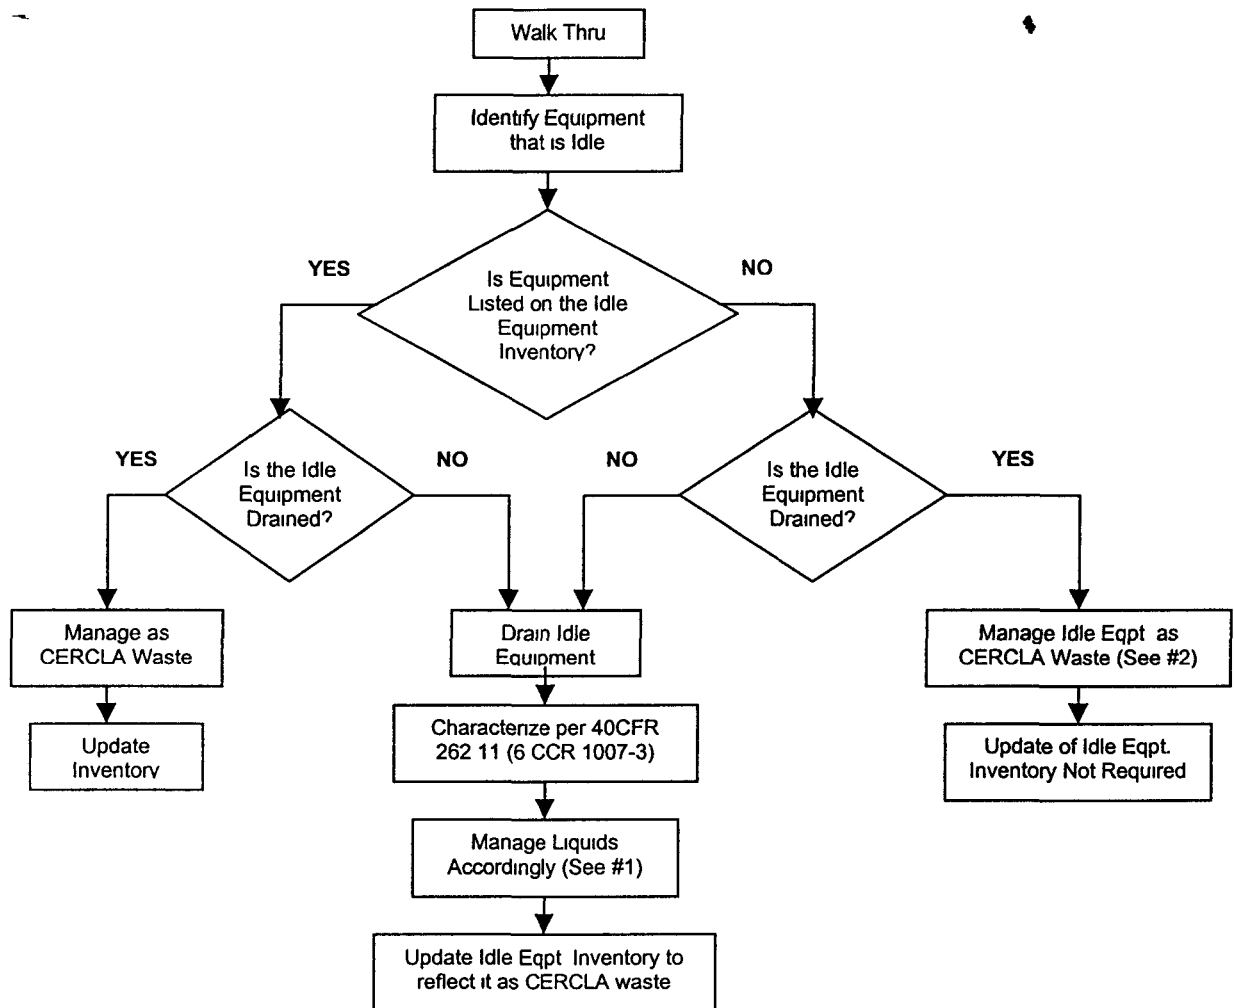 Walk Thru
Identify Equipment
that is Idle
YES
NO
Is Equipment
Listed on the Idle
Equipment
Inventory?
YES
NO
NO
YES
Is the Idle
Equipment
Drained?
Is the Idle
Equipment
Drained?
Manage as
CERCLA Waste
Drain Idle
Equipment
Manage Idle Eqpt as
CERCLA Waste (See #2)
Update
Inventory
Characterize per 40CFR
262 11 (6 CCR 1007-3)
Update of Idle Eqpt.
Inventory Not Required
Manage Liquids
Accordingly (See #1)
Update Idle Eqpt Inventory to
reflect it as CERCLA waste